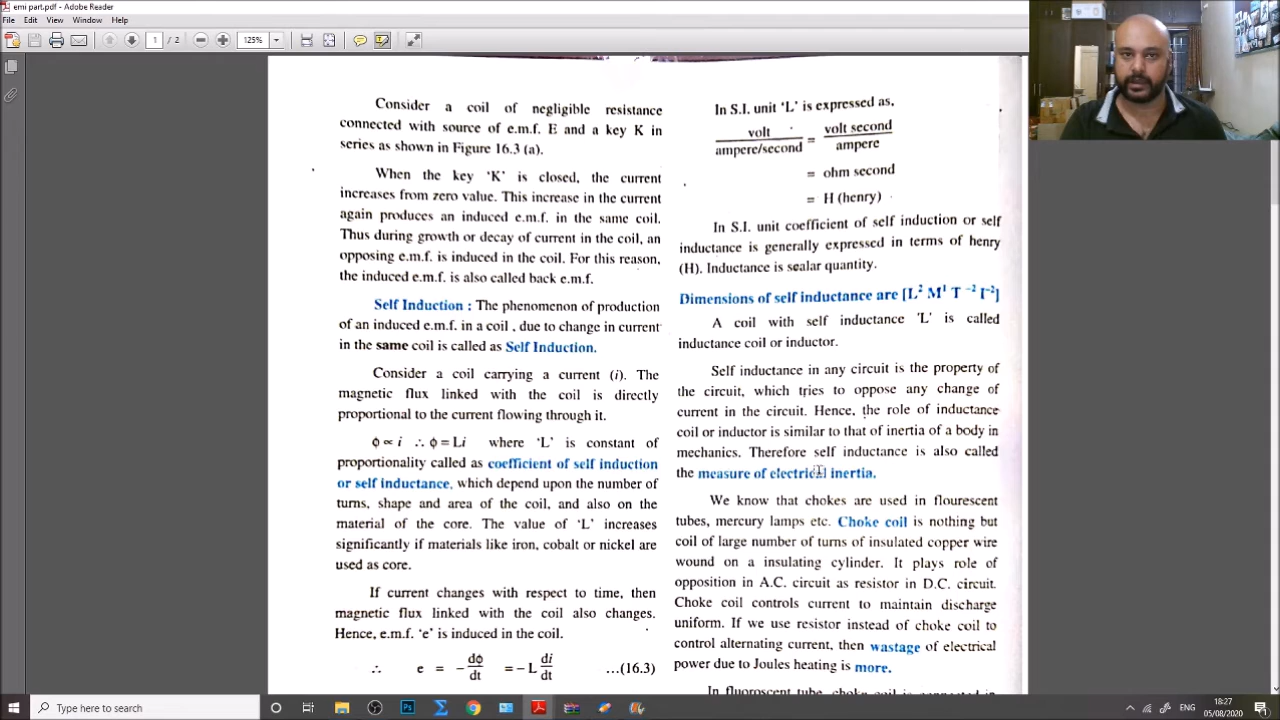 emi part.pdf - Adobe Reader
File Edit View Window Help
1 / 2 125%
Consider a coil of negligible resistance
connected with source of e.m.f. E and a key K in
series as shown in Figure 16.3 (a).
When the key 'K' is closed, the current
increases from zero value. This increase in the current
again produces an induced e.m.f. in the same coil.
Thus during growth or decay of current in the coil, an
opposing e.m.f. is induced in the coil. For this reason,
the induced e.m.f. is also called back e.m.f.
Self Induction : The phenomenon of production
of an induced e.m.f. in a coil , due to change in current
in the same coil is called as Self Induction.
Consider a coil carrying a current (i). The
magnetic flux linked with the coil is directly
proportional to the current flowing through it.
ϕ ∝ i ∴ ϕ = Li where 'L' is constant of
proportionality called as coefficient of self induction
or self inductance, which depend upon the number of
turns, shape and area of the coil, and also on the
material of the core. The value of 'L' increases
significantly if materials like iron, cobalt or nickel are
used as core.
If current changes with respect to time, then
magnetic flux linked with the coil also changes.
Hence, e.m.f. 'e' is induced in the coil.
∴ e = - dϕ/dt = - L di/dt ...(16.3)
In S.I. unit 'L' is expressed as,
volt / ampere/second = volt second / ampere
= ohm second
= H (henry)
In S.I. unit coefficient of self induction or self
inductance is generally expressed in terms of henry
(H). Inductance is sealar quantity.
Dimensions of self inductance are [L² M¹ T ⁻² I⁻²]
A coil with self inductance 'L' is called
inductance coil or inductor.
Self inductance in any circuit is the property of
the circuit, which tries to oppose any change of
current in the circuit. Hence, the role of inductance
coil or inductor is similar to that of inertia of a body in
mechanics. Therefore self inductance is also called
the measure of electrical inertia.
We know that chokes are used in flourescent
tubes, mercury lamps etc. Choke coil is nothing but
coil of large number of turns of insulated copper wire
wound on a insulating cylinder. It plays role of
opposition in A.C. circuit as resistor in D.C. circuit.
Choke coil controls current to maintain discharge
uniform. If we use resistor instead of choke coil to
control alternating current, then wastage of electrical
power due to Joules heating is more.
In fluoroscent tube, choke coil is connected in
Type here to search
ENG
18:27
05/08/2020